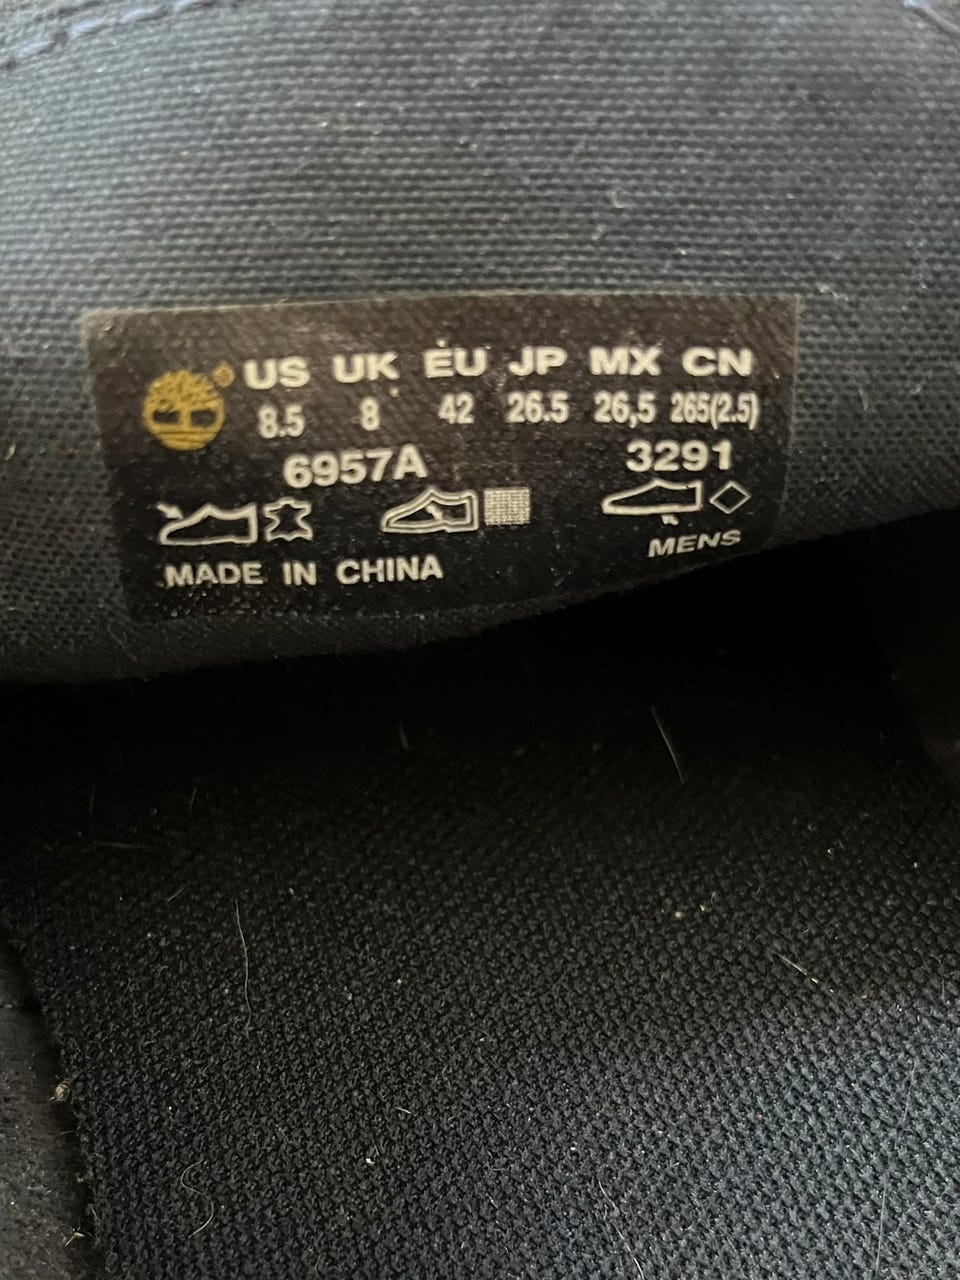 US UK EU JP MX CN
8.5 8 42 26.5 26,5 265(2.5)
6957A 3291
MENS
MADE IN CHINA